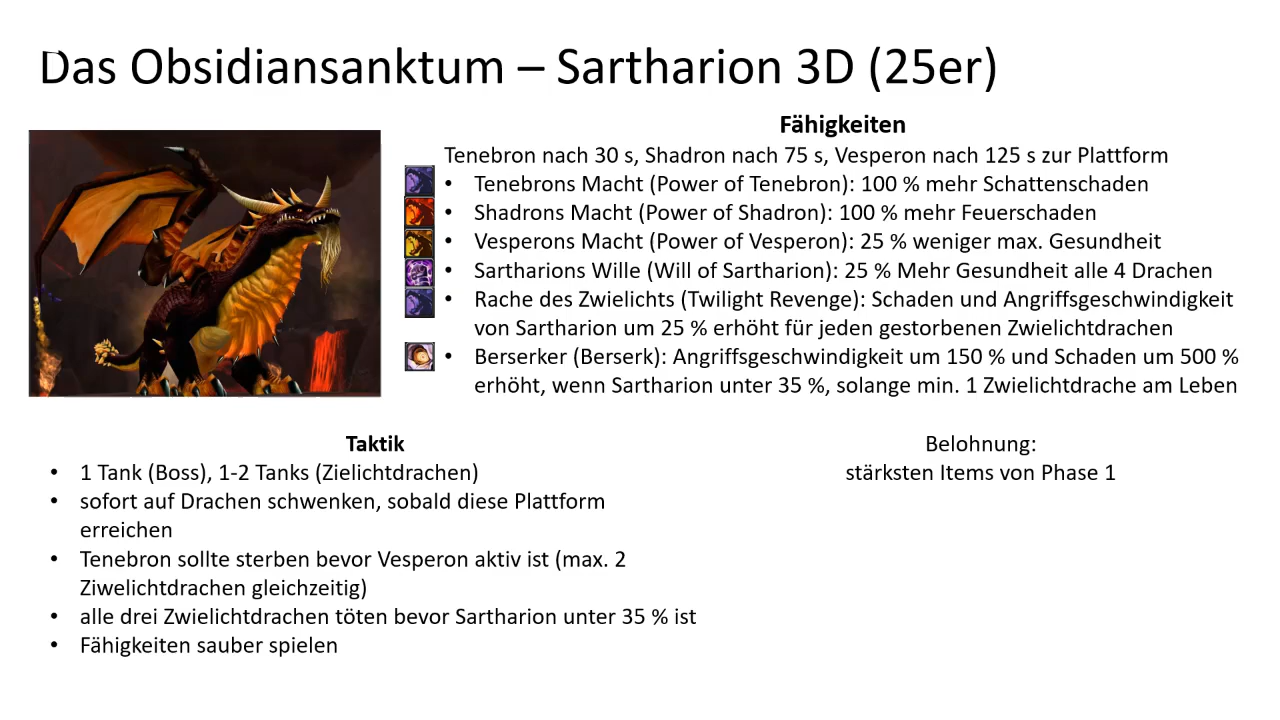 Das Obsidiansanktum – Sartharion 3D (25er)
Fähigkeiten
Tenebron nach 30 s, Shadron nach 75 s, Vesperon nach 125 s zur Plattform
• Tenebrons Macht (Power of Tenebron): 100 % mehr Schattenschaden
• Shadrons Macht (Power of Shadron): 100 % mehr Feuerschaden
• Vesperons Macht (Power of Vesperon): 25 % weniger max. Gesundheit
• Sartharions Wille (Will of Sartharion): 25 % Mehr Gesundheit alle 4 Drachen
• Rache des Zwielichts (Twilight Revenge): Schaden und Angriffsgeschwindigkeit
von Sartharion um 25 % erhöht für jeden gestorbenen Zwielichtdrachen
• Berserker (Berserk): Angriffsgeschwindigkeit um 150 % und Schaden um 500 %
erhöht, wenn Sartharion unter 35 %, solange min. 1 Zwielichtdrache am Leben
Taktik
• 1 Tank (Boss), 1-2 Tanks (Zielichtdrachen)
• sofort auf Drachen schwenken, sobald diese Plattform
erreichen
• Tenebron sollte sterben bevor Vesperon aktiv ist (max. 2
Ziwelichtdrachen gleichzeitig)
• alle drei Zwielichtdrachen töten bevor Sartharion unter 35 % ist
• Fähigkeiten sauber spielen
Belohnung:
stärksten Items von Phase 1